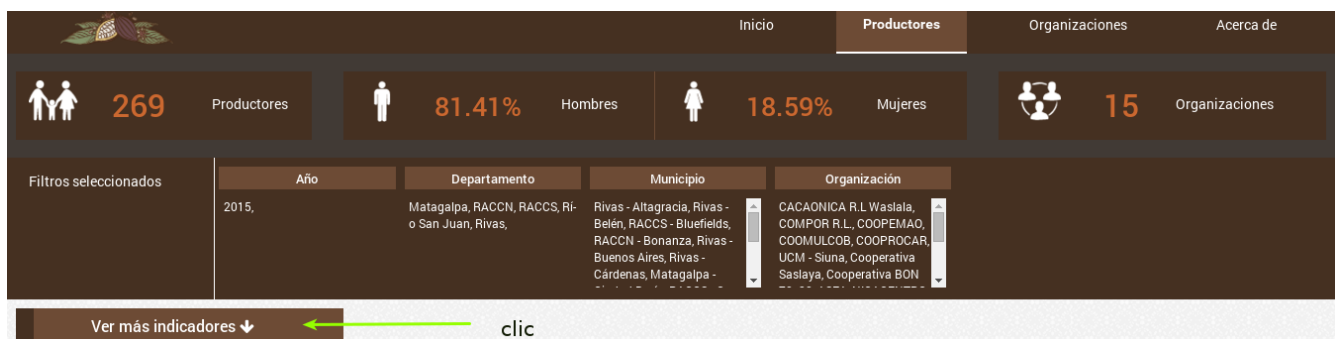 Inicio
Productores
Organizaciones
Acerca de
269 Productores
81.41% Hombres
18.59% Mujeres
15 Organizaciones
Filtros seleccionados
Año
2015,
Departamento
Matagalpa, RACCN, RACCS, Rí-
o San Juan, Rivas,
Municipio
Rivas - Altagracia, Rivas -
Belén, RACCS - Bluefields,
RACCN - Bonanza, Rivas -
Buenos Aires, Rivas -
Cárdenas, Matagalpa -
Organización
CACAONICA R.L Waslala,
COMPOR R.L., COOPEMAO,
COOMULCOB, COOPROCAR,
UCM - Siuna, Cooperativa
Saslaya, Cooperativa BON
Ver más indicadores
clic